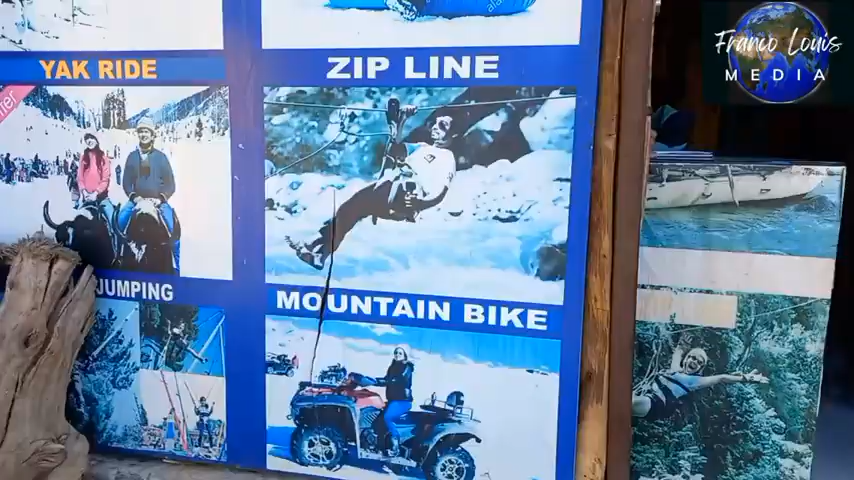 Franco Louis
MEDIA
YAK RIDE
ZIP LINE
JUMPING
MOUNTAIN BIKE